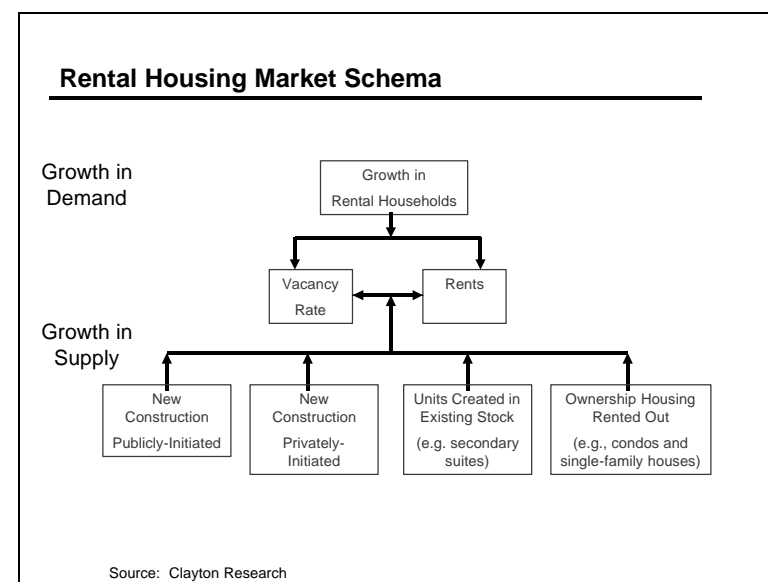 Rental Housing Market Schema
Growth in
Demand
Growth in
Rental Households
Vacancy
Rate
Rents
Growth in
Supply
New
Construction
Publicly-Initiated
New
Construction
Privately-
Initiated
Units Created in
Existing Stock
(e.g. secondary
suites)
Ownership Housing
Rented Out
(e.g., condos and
single-family houses)
Source:  Clayton Research